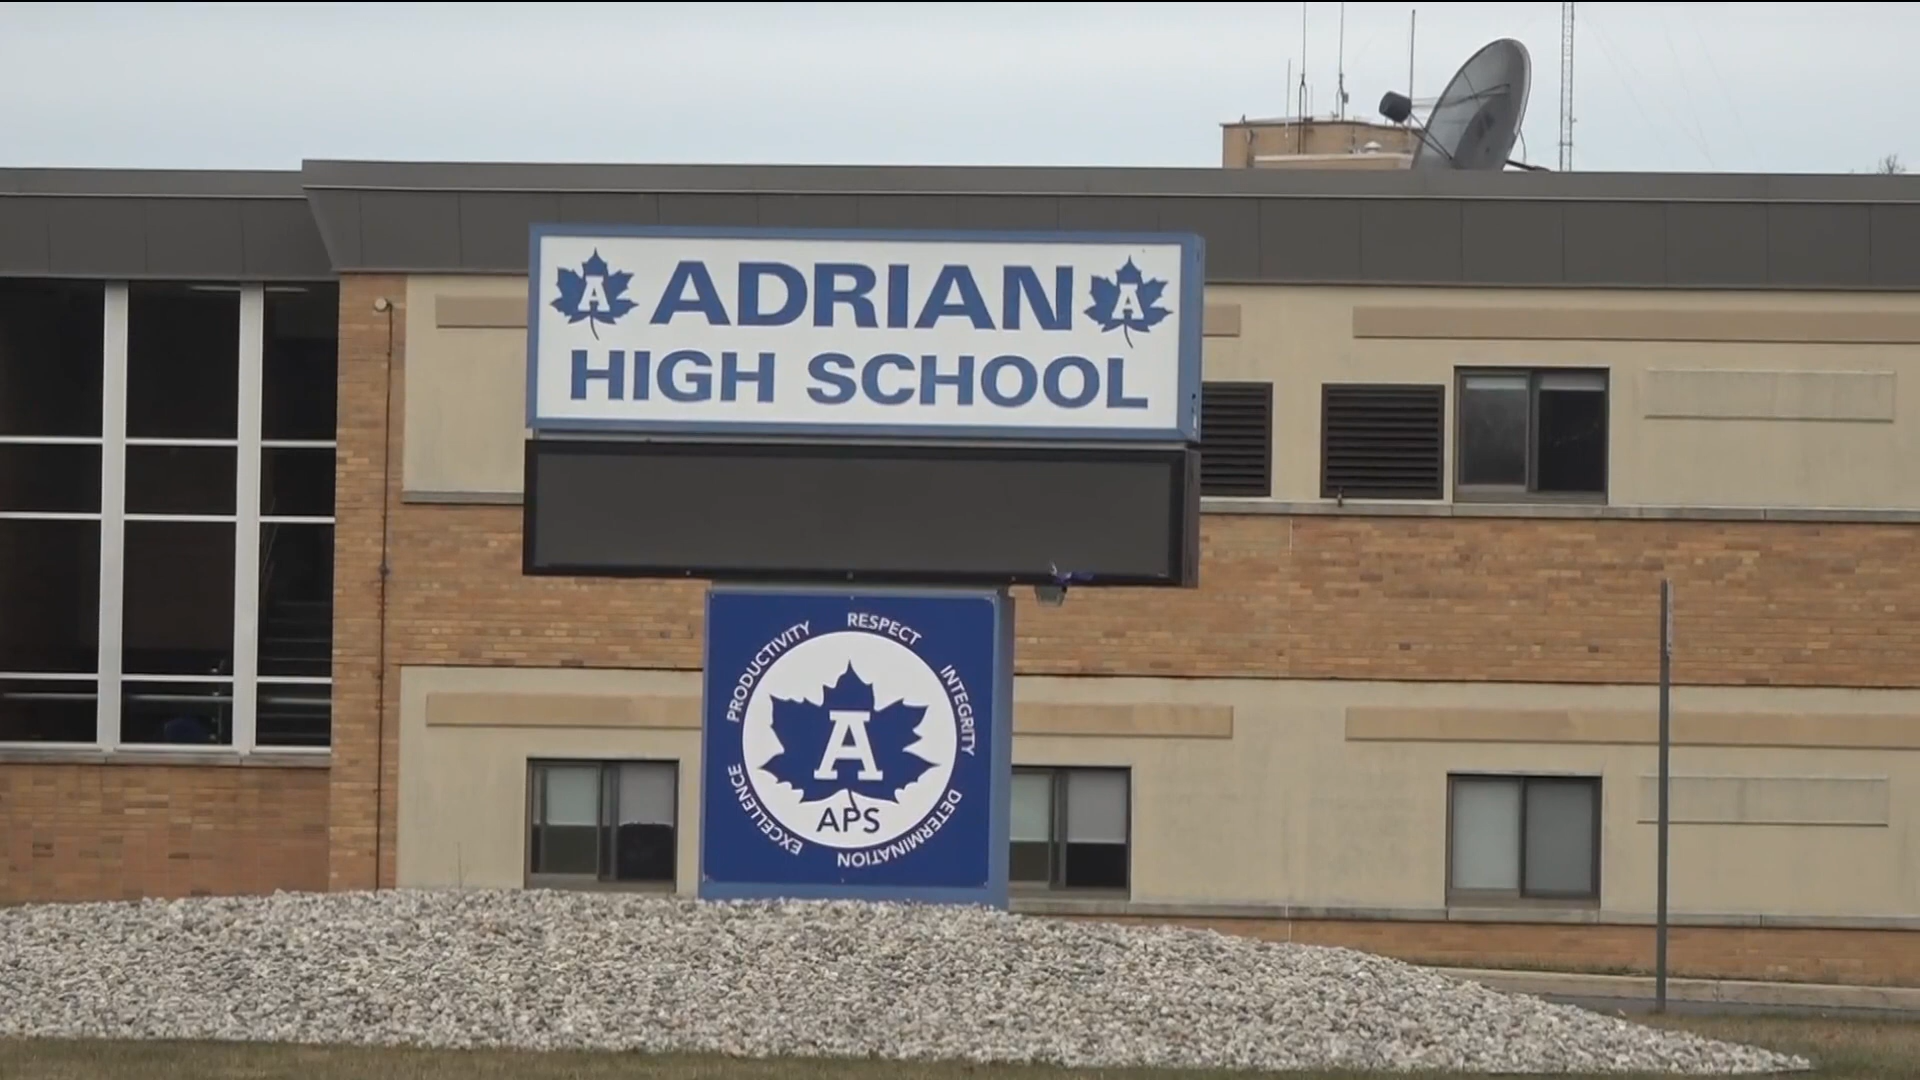 A ADRIAN A
HIGH SCHOOL
PRODUCTIVITY RESPECT INTEGRITY DETERMINATION EXCELLENCE
A
APS